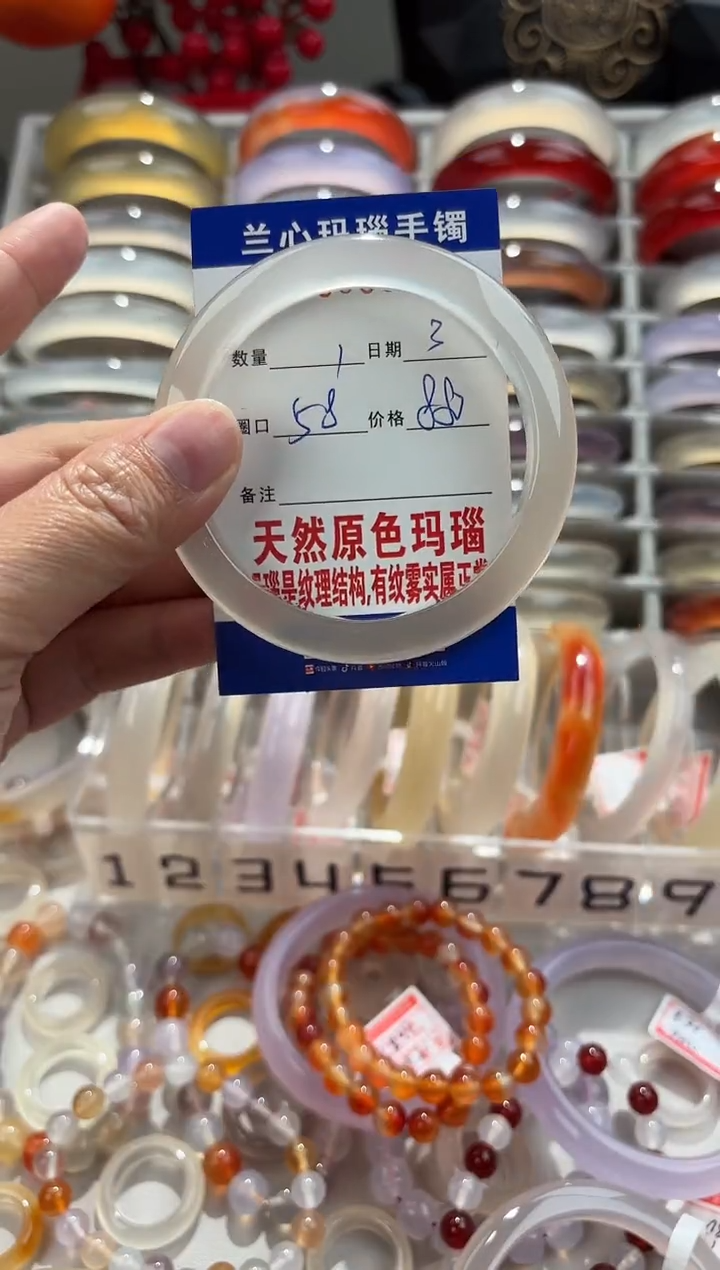 兰心玛瑙手镯
数量 1 日期 3
圈口 58 价格
备注
天然原色玛瑙
玛瑙是纹理结构,有纹雾实属正常
1 2 3 4 5 6 7 8 9